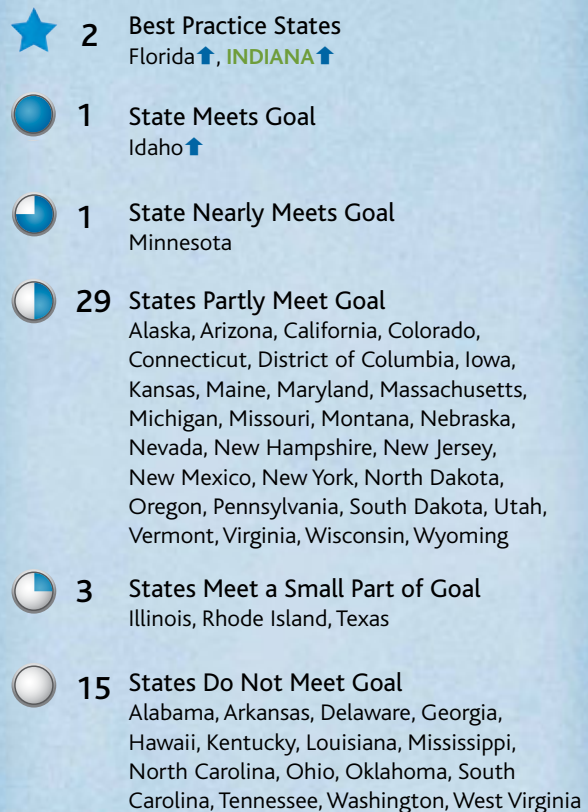 2 Best Practice States
Florida⬆, INDIANA⬆
1 State Meets Goal
Idaho⬆
1 State Nearly Meets Goal
Minnesota
29 States Partly Meet Goal
Alaska, Arizona, California, Colorado,
Connecticut, District of Columbia, Iowa,
Kansas, Maine, Maryland, Massachusetts,
Michigan, Missouri, Montana, Nebraska,
Nevada, New Hampshire, New Jersey,
New Mexico, New York, North Dakota,
Oregon, Pennsylvania, South Dakota, Utah,
Vermont, Virginia, Wisconsin, Wyoming
3 States Meet a Small Part of Goal
Illinois, Rhode Island, Texas
15 States Do Not Meet Goal
Alabama, Arkansas, Delaware, Georgia,
Hawaii, Kentucky, Louisiana, Mississippi,
North Carolina, Ohio, Oklahoma, South
Carolina, Tennessee, Washington, West Virginia